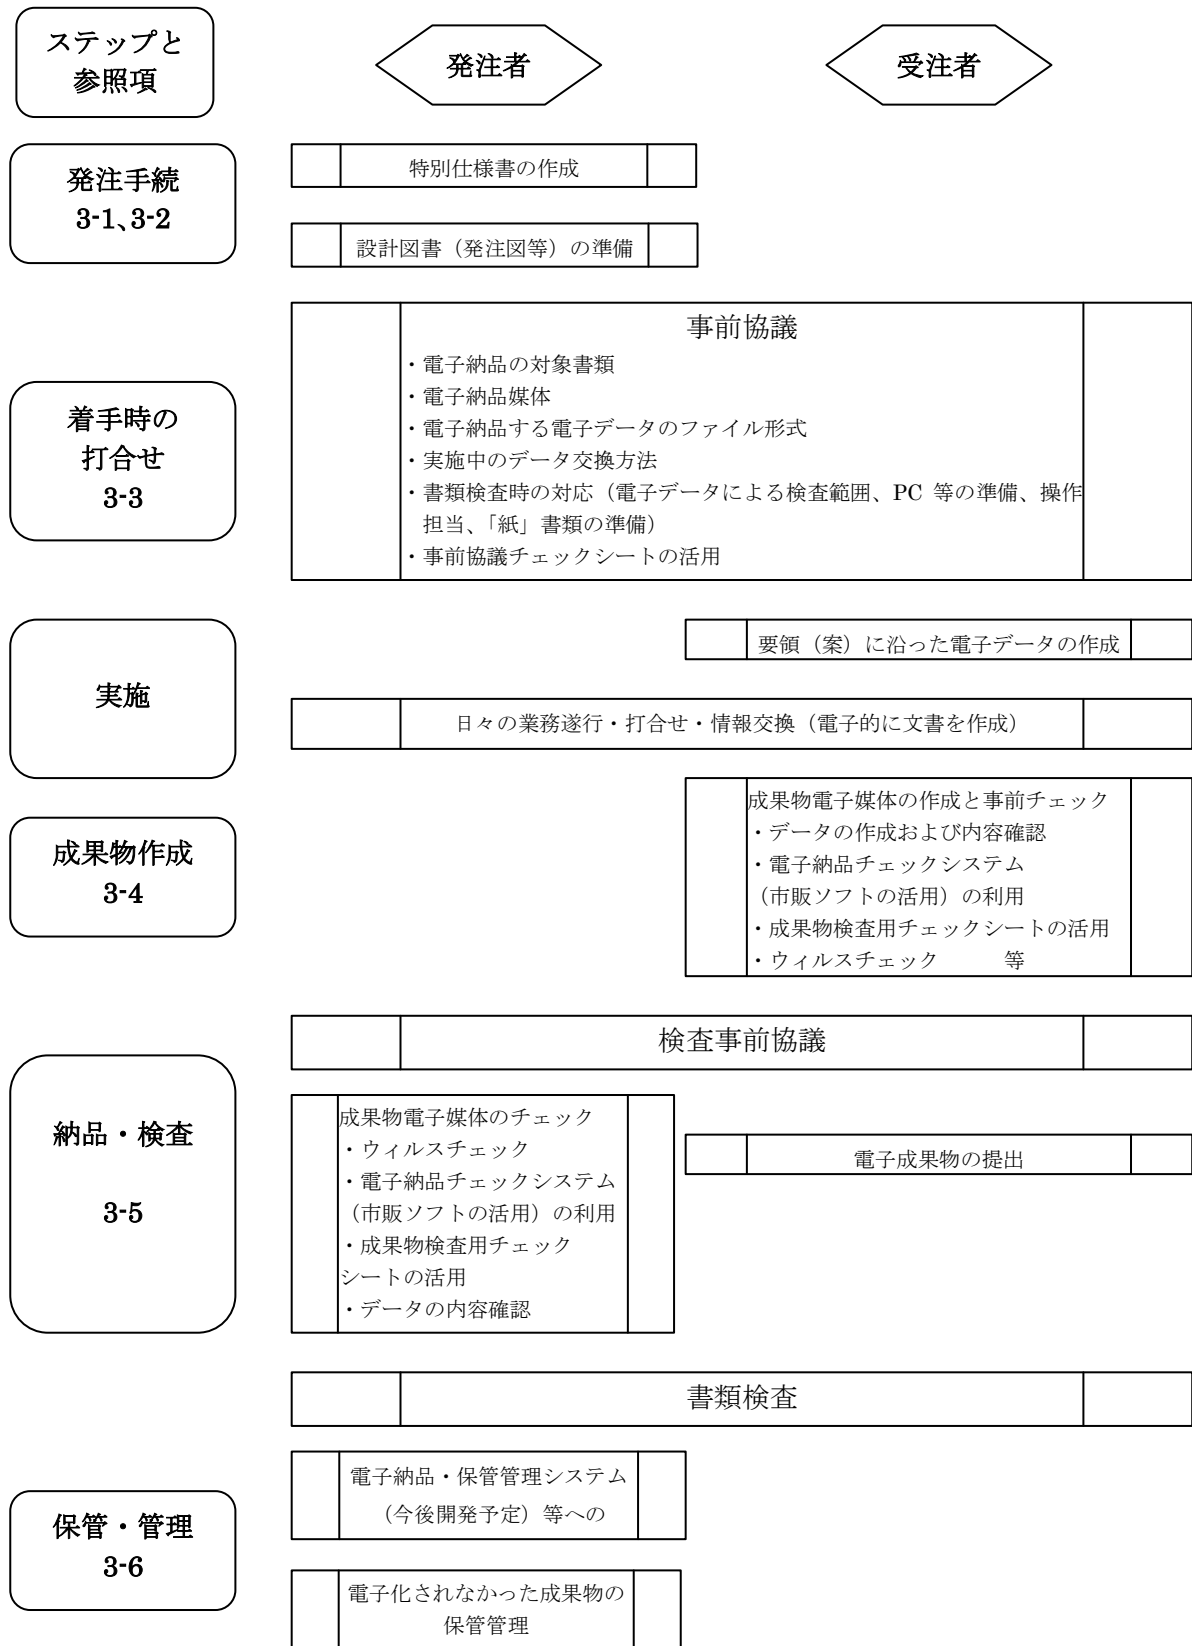 ステップと
参照項
発注者
受注者
発注手続
3-1、3-2
特別仕様書の作成
設計図書（発注図等）の準備
着手時の
打合せ
3-3
事前協議
・電子納品の対象書類
・電子納品媒体
・電子納品する電子データのファイル形式
・実施中のデータ交換方法
・書類検査時の対応（電子データによる検査範囲、PC 等の準備、操作
担当、「紙」書類の準備）
・事前協議チェックシートの活用
実施
要領（案）に沿った電子データの作成
日々の業務遂行・打合せ・情報交換（電子的に文書を作成）
成果物作成
3-4
成果物電子媒体の作成と事前チェック
・データの作成および内容確認
・電子納品チェックシステム
（市販ソフトの活用）の利用
・成果物検査用チェックシートの活用
・ウィルスチェック　　　等
納品・検査
3-5
検査事前協議
成果物電子媒体のチェック
・ウィルスチェック
・電子納品チェックシステム
（市販ソフトの活用）の利用
・成果物検査用チェック
シートの活用
・データの内容確認
電子成果物の提出
書類検査
保管・管理
3-6
電子納品・保管管理システム
（今後開発予定）等への
電子化されなかった成果物の
保管管理